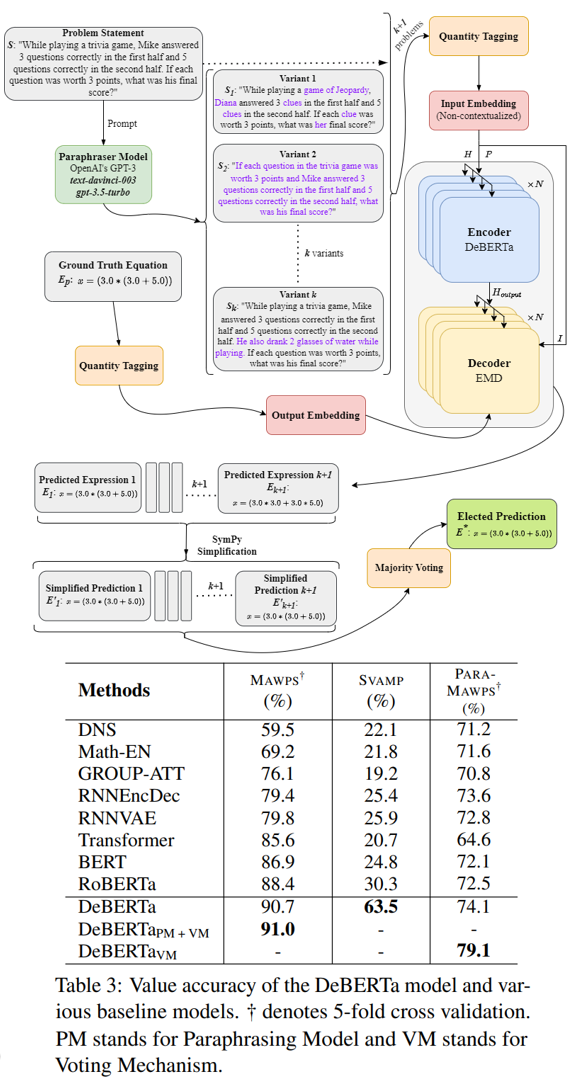 Problem Statement
S: "While playing a trivia game, Mike answered
3 questions correctly in the first half and 5
questions correctly in the second half. If each
question was worth 3 points, what was his final
score?"
k+1
problems
Quantity Tagging
Variant 1
S1: "While playing a game of Jeopardy,
Diana answered 3 clues in the first half and 5
clues in the second half. If each clue was
worth 3 points, what was her final score?"
Input Embedding
(Non-contextualized)
Prompt
Paraphraser Model
OpenAI's GPT-3
text-davinci-003
gpt-3.5-turbo
Variant 2
S2: "If each question in the trivia game was
worth 3 points and Mike answered 3
questions correctly in the first half and 5
questions correctly in the second half, what
was his final score?"
H P
×N
Encoder
DeBERTa
k variants
Ground Truth Equation
Ep: x = (3.0∗(3.0+5.0))
Houtput
Variant k
Sk: "While playing a trivia game, Mike
answered 3 questions correctly in the first
half and 5 questions correctly in the second
half. He also drank 2 glasses of water while
playing. If each question was worth 3 points,
what was his final score?"
×N
I
Decoder
EMD
Quantity Tagging
Output Embedding
Predicted Expression 1
E1: x = (3.0∗(3.0+5.0))
k+1
Predicted Expression k+1
Ek+1:
x = (3.0∗3.0+3.0∗5.0)
SymPy
Simplification
Elected Prediction
E*: x = (3.0∗(3.0+5.0))
Majority Voting
Simplified Prediction 1
E'1: x = (3.0∗(3.0+5.0))
k+1
Simplified
Prediction k+1
E'k+1:
x = (3.0∗(3.0+5.0))
Methods MAWPS† (%) SVAMP (%) PARA-MAWPS† (%)
DNS 59.5 22.1 71.2
Math-EN 69.2 21.8 71.6
GROUP-ATT 76.1 19.2 70.8
RNNEncDec 79.4 25.4 73.6
RNNVAE 79.8 25.9 72.8
Transformer 85.6 20.7 64.6
BERT 86.9 24.8 72.1
RoBERTa 88.4 30.3 72.5
DeBERTa 90.7 63.5 74.1
DeBERTaPM + VM 91.0 - -
DeBERTaVM - - 79.1
Table 3: Value accuracy of the DeBERTa model and var-
ious baseline models. † denotes 5-fold cross validation.
PM stands for Paraphrasing Model and VM stands for
Voting Mechanism.